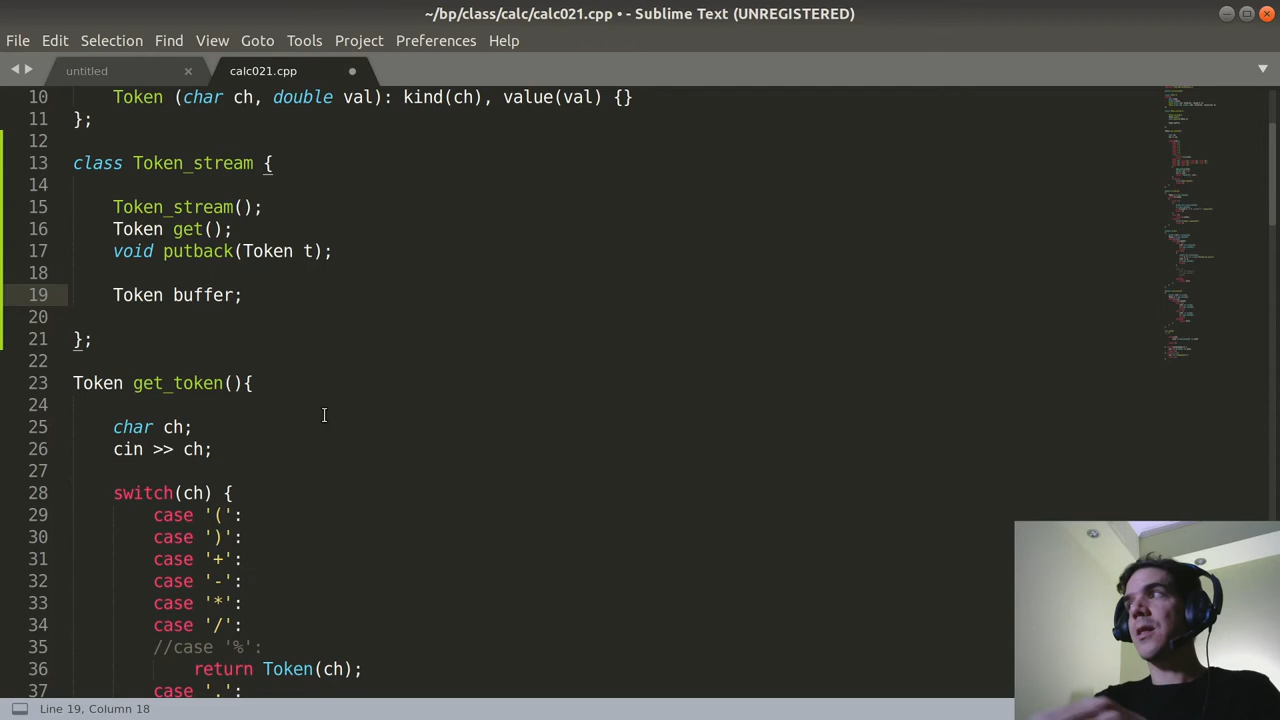 ~/bp/class/calc/calc021.cpp • - Sublime Text (UNREGISTERED)
File Edit Selection Find View Goto Tools Project Preferences Help
untitled calc021.cpp
10 Token (char ch, double val): kind(ch), value(val) {}
11 };
12
13 class Token_stream {
14
15 Token_stream();
16 Token get();
17 void putback(Token t);
18
19 Token buffer;
20
21 };
22
23 Token get_token(){
24
25 char ch;
26 cin >> ch;
27
28 switch(ch) {
29 case '(':
30 case ')':
31 case '+':
32 case '-':
33 case '*':
34 case '/':
35 //case '%':
36 return Token(ch);
37 case '.':
Line 19, Column 18